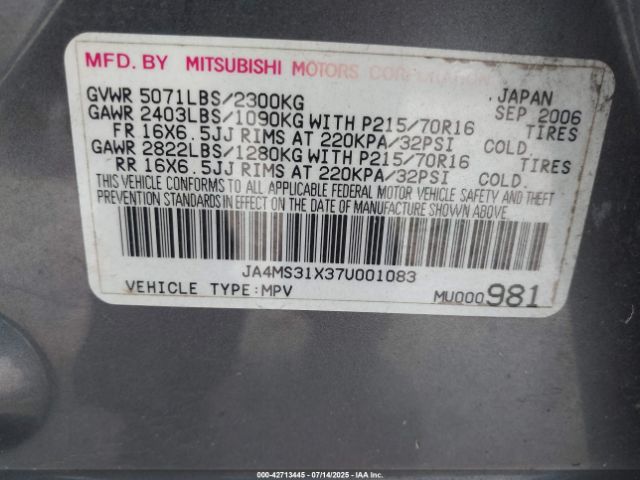 MFD. BY MITSUBISHI MOTORS CORPORATION
GVWR 5071LBS/2300KG JAPAN
GAWR 2403LBS/1090KG WITH P215/70R16 SEP 2006
FR 16X6.5JJ RIMS AT 220KPA/32PSI TIRES
GAWR 2822LBS/1280KG WITH P215/70R16 COLD.
RR 16X6.5JJ RIMS AT 220KPA/32PSI TIRES
COLD.
THIS VEHICLE CONFORMS TO ALL APPLICABLE FEDERAL MOTOR VEHICLE SAFETY AND THEFT
PREVENTION STANDARDS IN EFFECT ON THE DATE OF MANUFACTURE SHOWN ABOVE.
JA4MS31X37U001083
VEHICLE TYPE:MPV MU000981
000-42713445 - 07/14/2025 - IAAI.CA